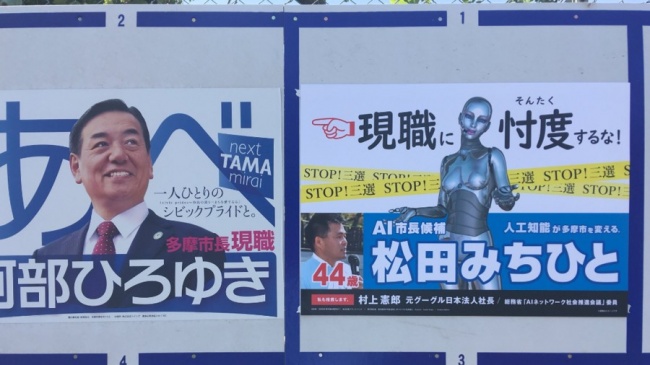 2
あべ
next
TAMA
mirai
一人ひとりの
シビックプライドと。
多摩市長現職
阿部ひろゆき
1
そんたく
現職に忖度するな!
STOP!三選 STOP!三選 STOP!三選 STOP!三選
STOP!三選 STOP!三選 STOP!三選
AI市長候補
人工知能が多摩市を変える
松田みちひと
44歳
村上憲郎 元グーグル日本法人社長/総務省「AIネットワーク社会推進会議」委員
4
3